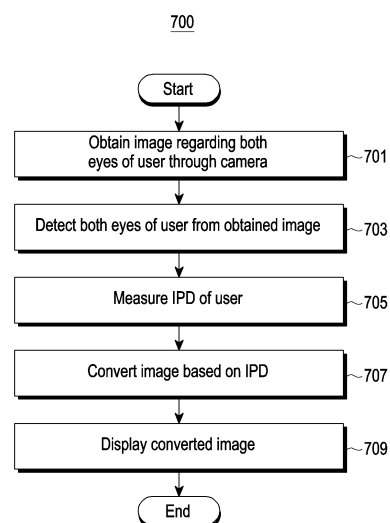 700
Start
Obtain image regarding both
eyes of user through camera
701
Detect both eyes of user from obtained image
703
Measure IPD of user
705
Convert image based on IPD
707
Display converted image
709
End